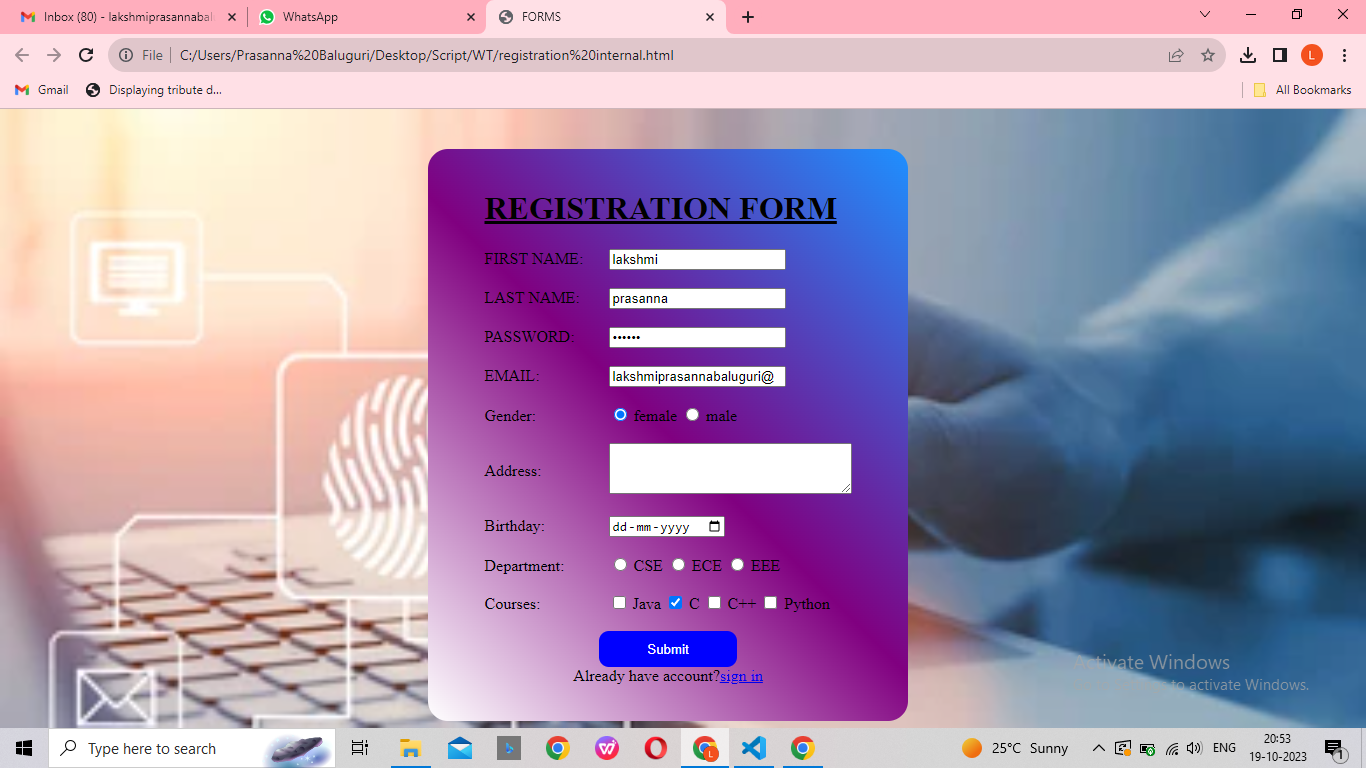 Inbox (80) - lakshmiprasannabal
WhatsApp
FORMS
File
C:/Users/Prasanna%20Baluguri/Desktop/Script/WT/registration%20internal.html
L
Gmail
Displaying tribute d...
All Bookmarks
REGISTRATION FORM
FIRST NAME: lakshmi
LAST NAME: prasanna
PASSWORD: ••••••
EMAIL: lakshmiprasannabaluguri@
Gender: female male
Address:
Birthday: dd-mm-yyyy
Department: CSE ECE EEE
Courses: Java C C++ Python
Submit
Already have account?sign in
Activate Windows
to activate Windows.
Type here to search
L
25°C Sunny
ENG
20:53
19-10-2023
1